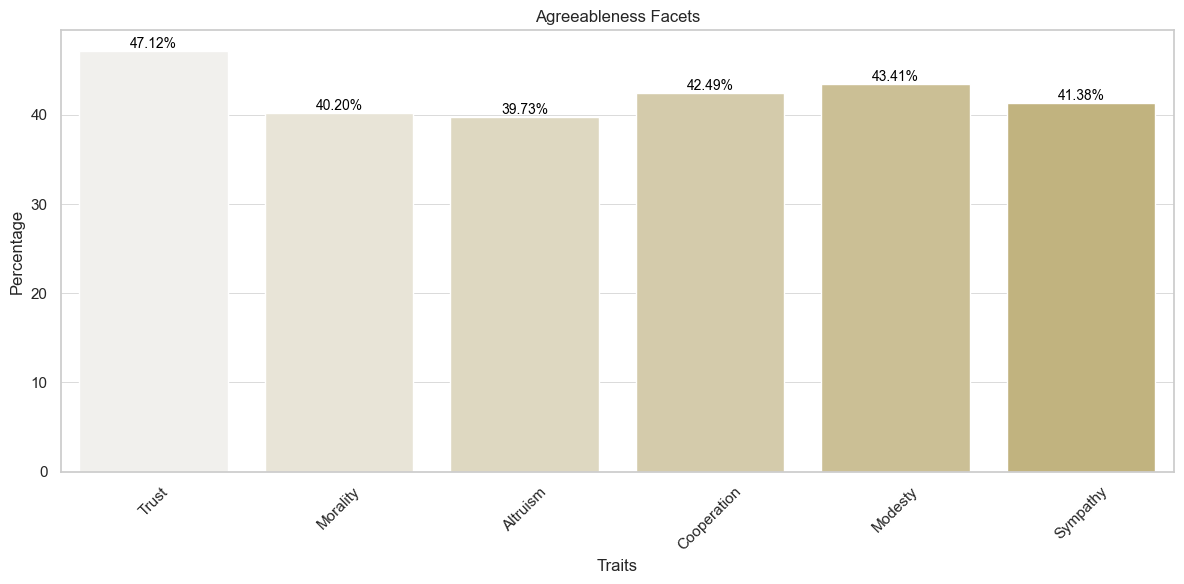 Agreeableness Facets
47.12%
40.20%
39.73%
42.49%
43.41%
41.38%
Percentage
40
30
20
10
0
Trust
Morality
Altruism
Cooperation
Modesty
Sympathy
Traits